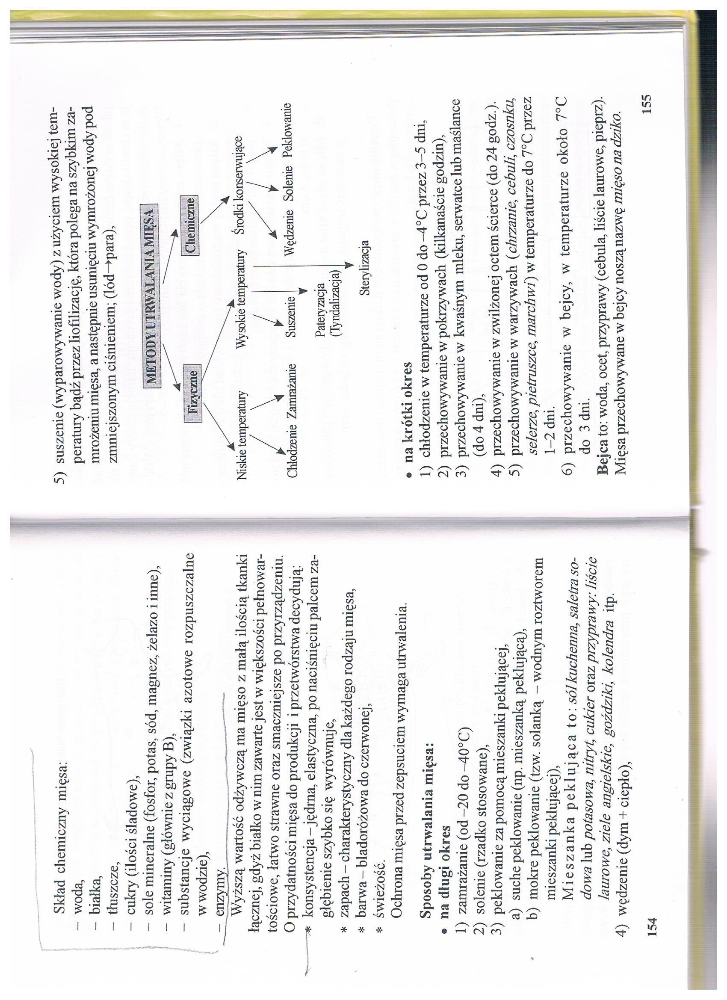 Skład chemiczny mięsa:
– woda,
– białka,
– tłuszcze,
– cukry (ilości śladowe),
– sole mineralne (fosfor, potas, sód, magnez, żelazo i inne),
– witaminy (głównie z grupy B),
– substancje wyciągowe (związki azotowe rozpuszczalne
w wodzie),
– enzymy.
Wyższą wartość odżywczą ma mięso z małą ilością tkanki
łącznej, gdyż białko w nim zawarte jest w większości pełnowar-
tościowe, łatwo strawne oraz smaczniejsze po przyrządzeniu.
O przydatności mięsa do produkcji i przetwórstwa decydują:
* konsystencja – jędrna, elastyczna, po naciśnięciu palcem za-
głębienie szybko się wyrównuje,
* zapach – charakterystyczny dla każdego rodzaju mięsa,
* barwa – bladoróżowa do czerwonej,
* świeżość.
Ochrona mięsa przed zepsuciem wymaga utrwalenia.
Sposoby utrwalania mięsa:
• na długi okres
1) zamrażanie (od –20 do –40°C)
2) solenie (rzadko stosowane),
3) peklowanie za pomocą mieszanki peklującej,
a) suche peklowanie (np. mieszanką peklującą),
b) mokre peklowanie (tzw. solanką – wodnym roztworem
mieszanki peklującej),
Mieszanka peklująca to: sól kuchenna, saletra so-
dowa lub potasowa, nitryt, cukier oraz przyprawy: liście
laurowe, ziele angielskie, goździki, kolendra itp.
4) wędzenie (dym + ciepło),
154
5) suszenie (wyparowywanie wody) z użyciem wysokiej tem-
peratury bądź przez liofilizację, która polega na szybkim za-
mrożeniu mięsa, a następnie usunięciu wymrożonej wody pod
zmniejszonym ciśnieniem; (lód→para),
METODY UTRWALANIA MIĘSA
Fizyczne Chemiczne
Niskie temperatury Wysokie temperatury Środki konserwujące
Chłodzenie Zamrażanie Suszenie Wędzenie Solenie Peklowanie
Pateryzacja
(Tyndalizacja)
Sterylizacja
• na krótki okres
1) chłodzenie w temperaturze od 0 do –4°C przez 3–5 dni,
2) przechowywanie w pokrzywach (kilkanaście godzin),
3) przechowywanie w kwaśnym mleku, serwatce lub maślance
(do 4 dni),
4) przechowywanie w zwilżonej octem ścierce (do 24 godz.).
5) przechowywanie w warzywach (chrzanie, cebuli, czosnku,
selerze, pietruszce, marchwi) w temperaturze do 7°C przez
1–2 dni.
6) przechowywanie w bejcy, w temperaturze około 7°C
do 3 dni.
Bejca to: woda, ocet, przyprawy (cebula, liście laurowe, pieprz).
Mięsa przechowywane w bejcy noszą nazwę mięso na dziko.
155